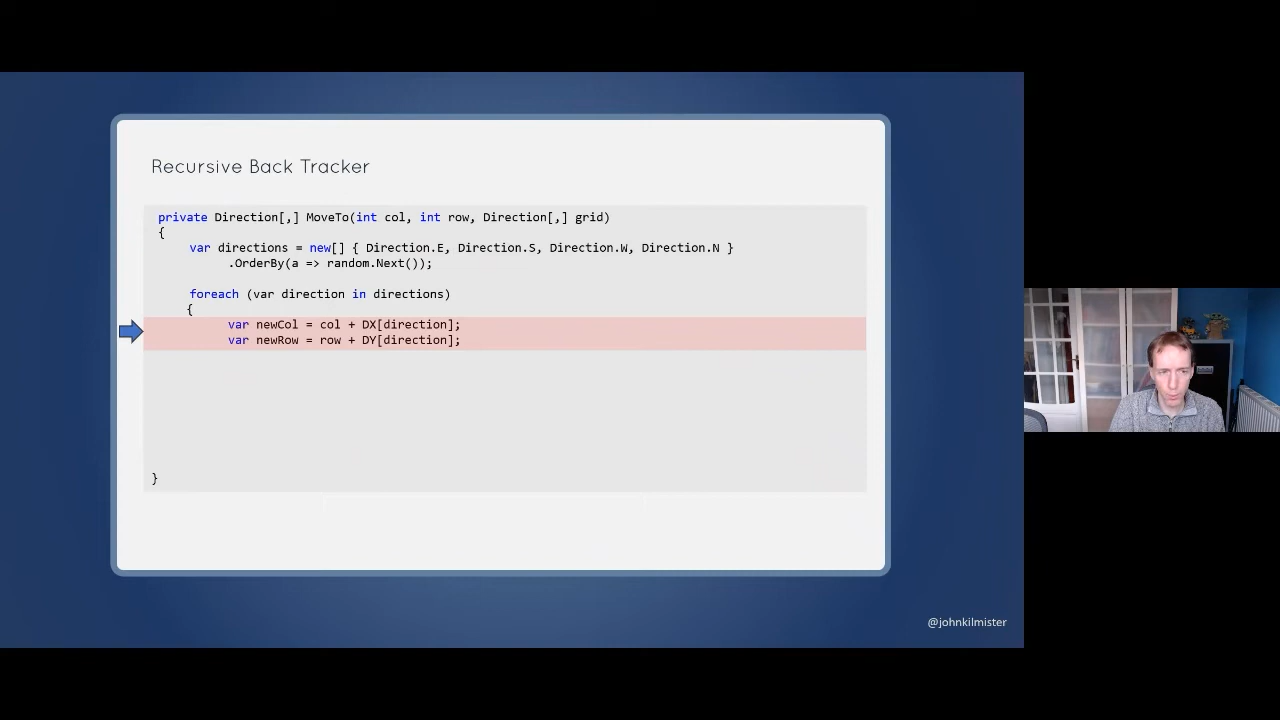 Recursive Back Tracker
private Direction[,] MoveTo(int col, int row, Direction[,] grid)
{
var directions = new[] { Direction.E, Direction.S, Direction.W, Direction.N }
.OrderBy(a => random.Next());
foreach (var direction in directions)
{
var newCol = col + DX[direction];
var newRow = row + DY[direction];
}
@johnkilmister